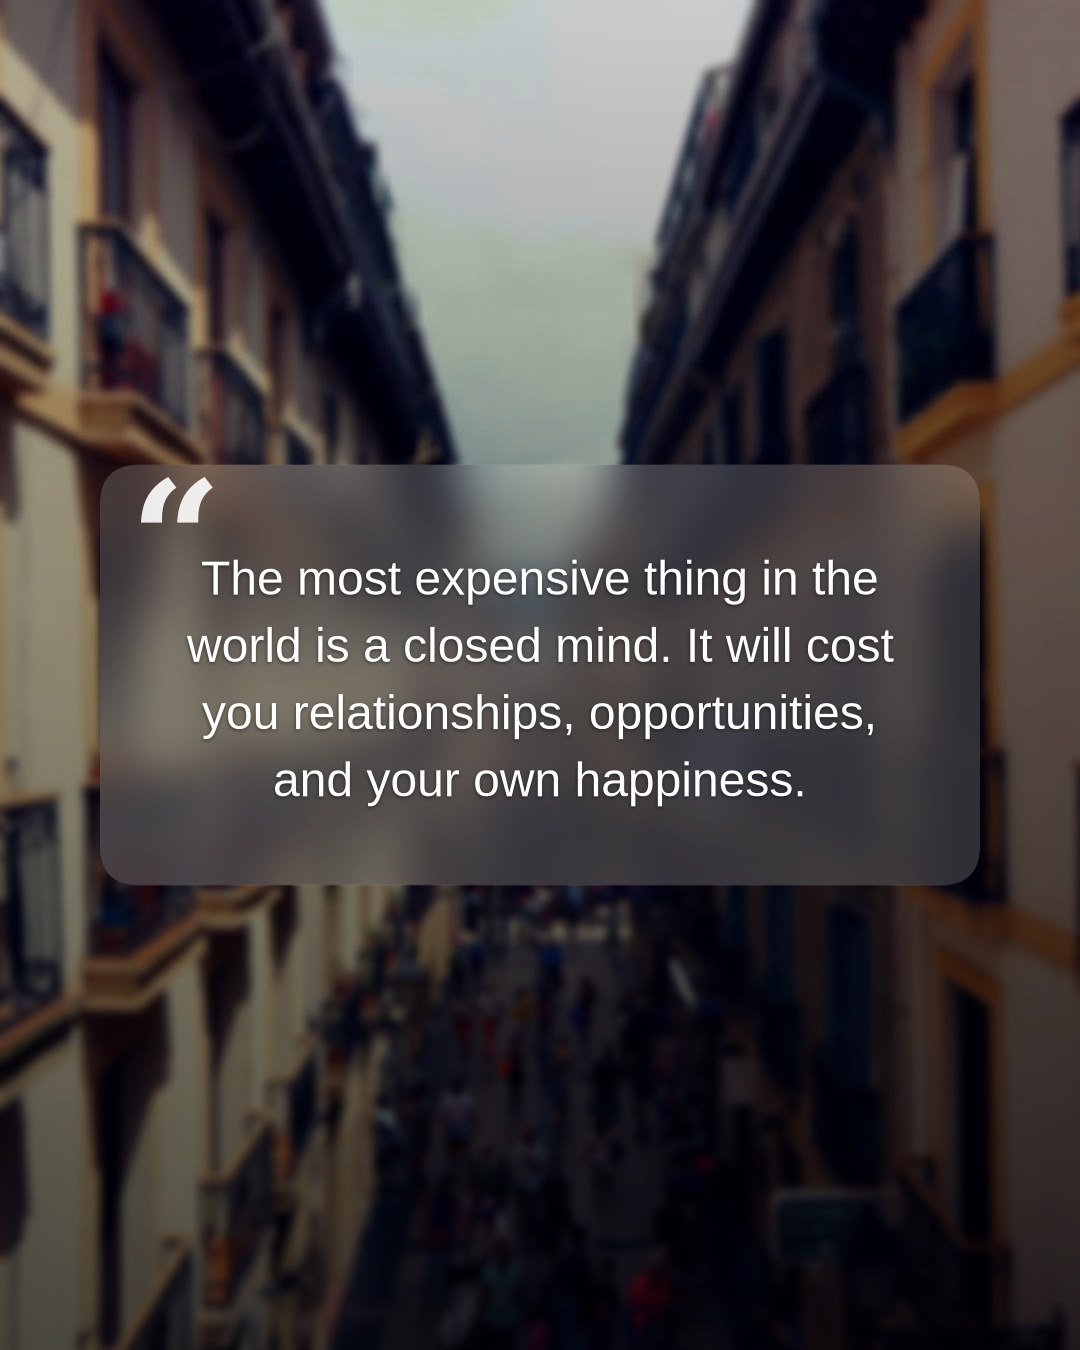 “
The most expensive thing in the
world is a closed mind. It will cost
you relationships, opportunities,
and your own happiness.